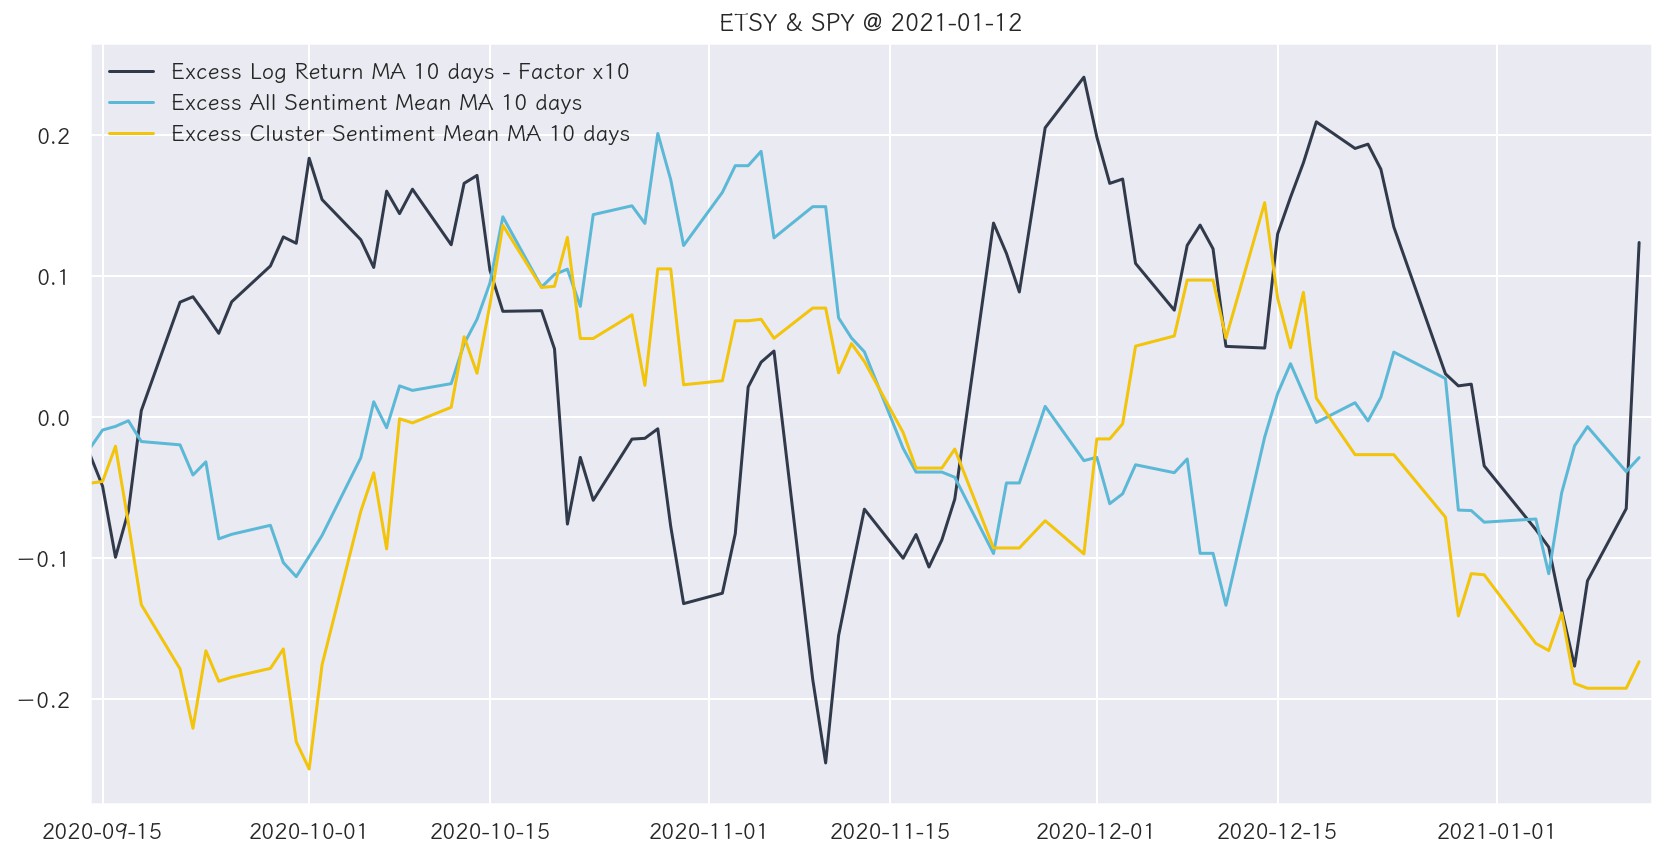 ETSY & SPY @ 2021-01-12
Excess Log Return MA 10 days - Factor x10
Excess All Sentiment Mean MA 10 days
Excess Cluster Sentiment Mean MA 10 days
0.2
0.1
0.0
−0.1
−0.2
2020-09-15 2020-10-01 2020-10-15 2020-11-01 2020-11-15 2020-12-01 2020-12-15 2021-01-01